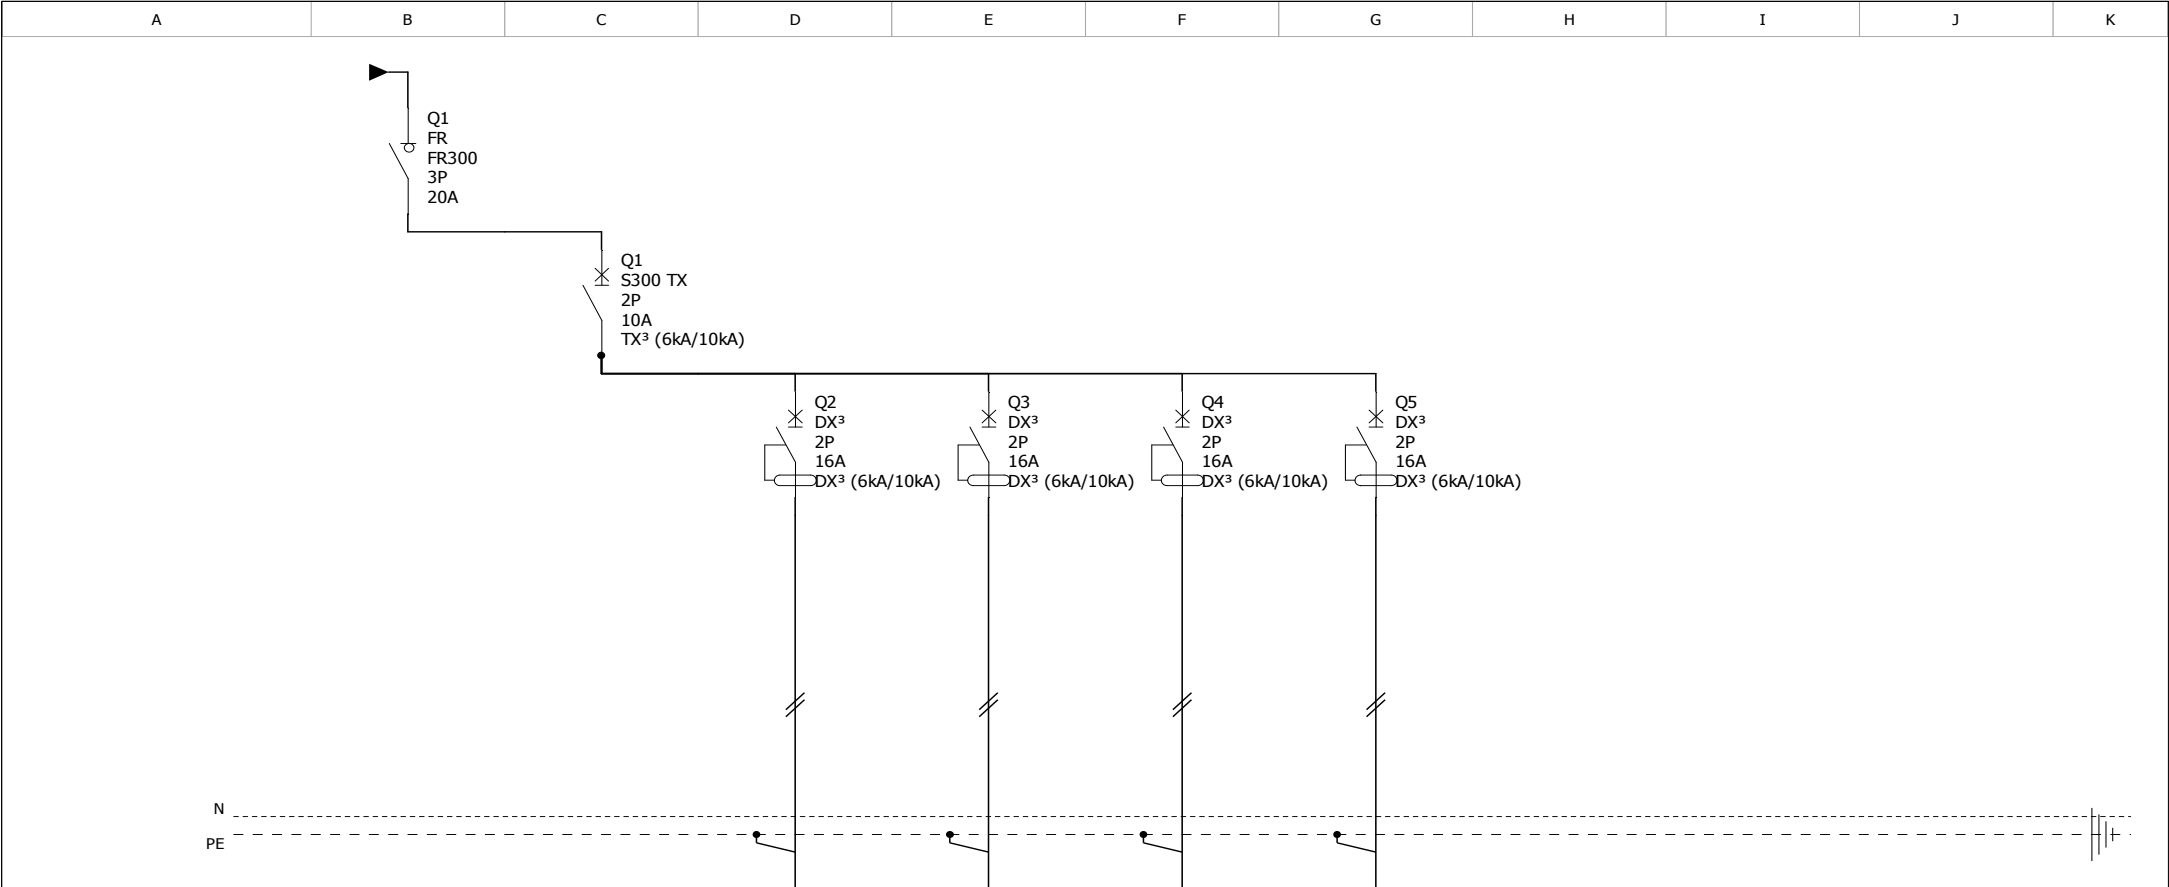 A B C D E F G H I J K
Q1
FR
FR300
3P
20A
Q1
S300 TX
2P
10A
TX³ (6kA/10kA)
Q2
DX³
2P
16A
DX³ (6kA/10kA)
Q3
DX³
2P
16A
DX³ (6kA/10kA)
Q4
DX³
2P
16A
DX³ (6kA/10kA)
Q5
DX³
2P
16A
DX³ (6kA/10kA)
N
PE